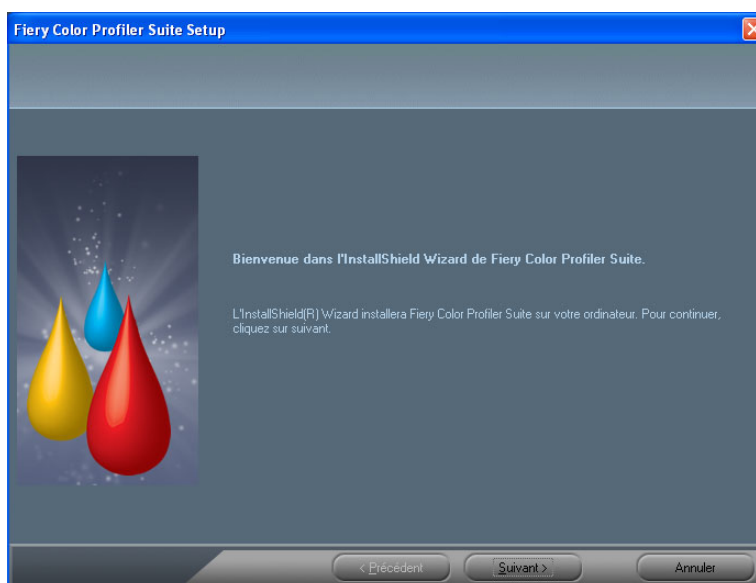 Fiery Color Profiler Suite Setup
Bienvenue dans l'InstallShield Wizard de Fiery Color Profiler Suite.
L'InstallShield(R) Wizard installera Fiery Color Profiler Suite sur votre ordinateur. Pour continuer,
cliquez sur suivant.
< Précédent
Suivant >
Annuler